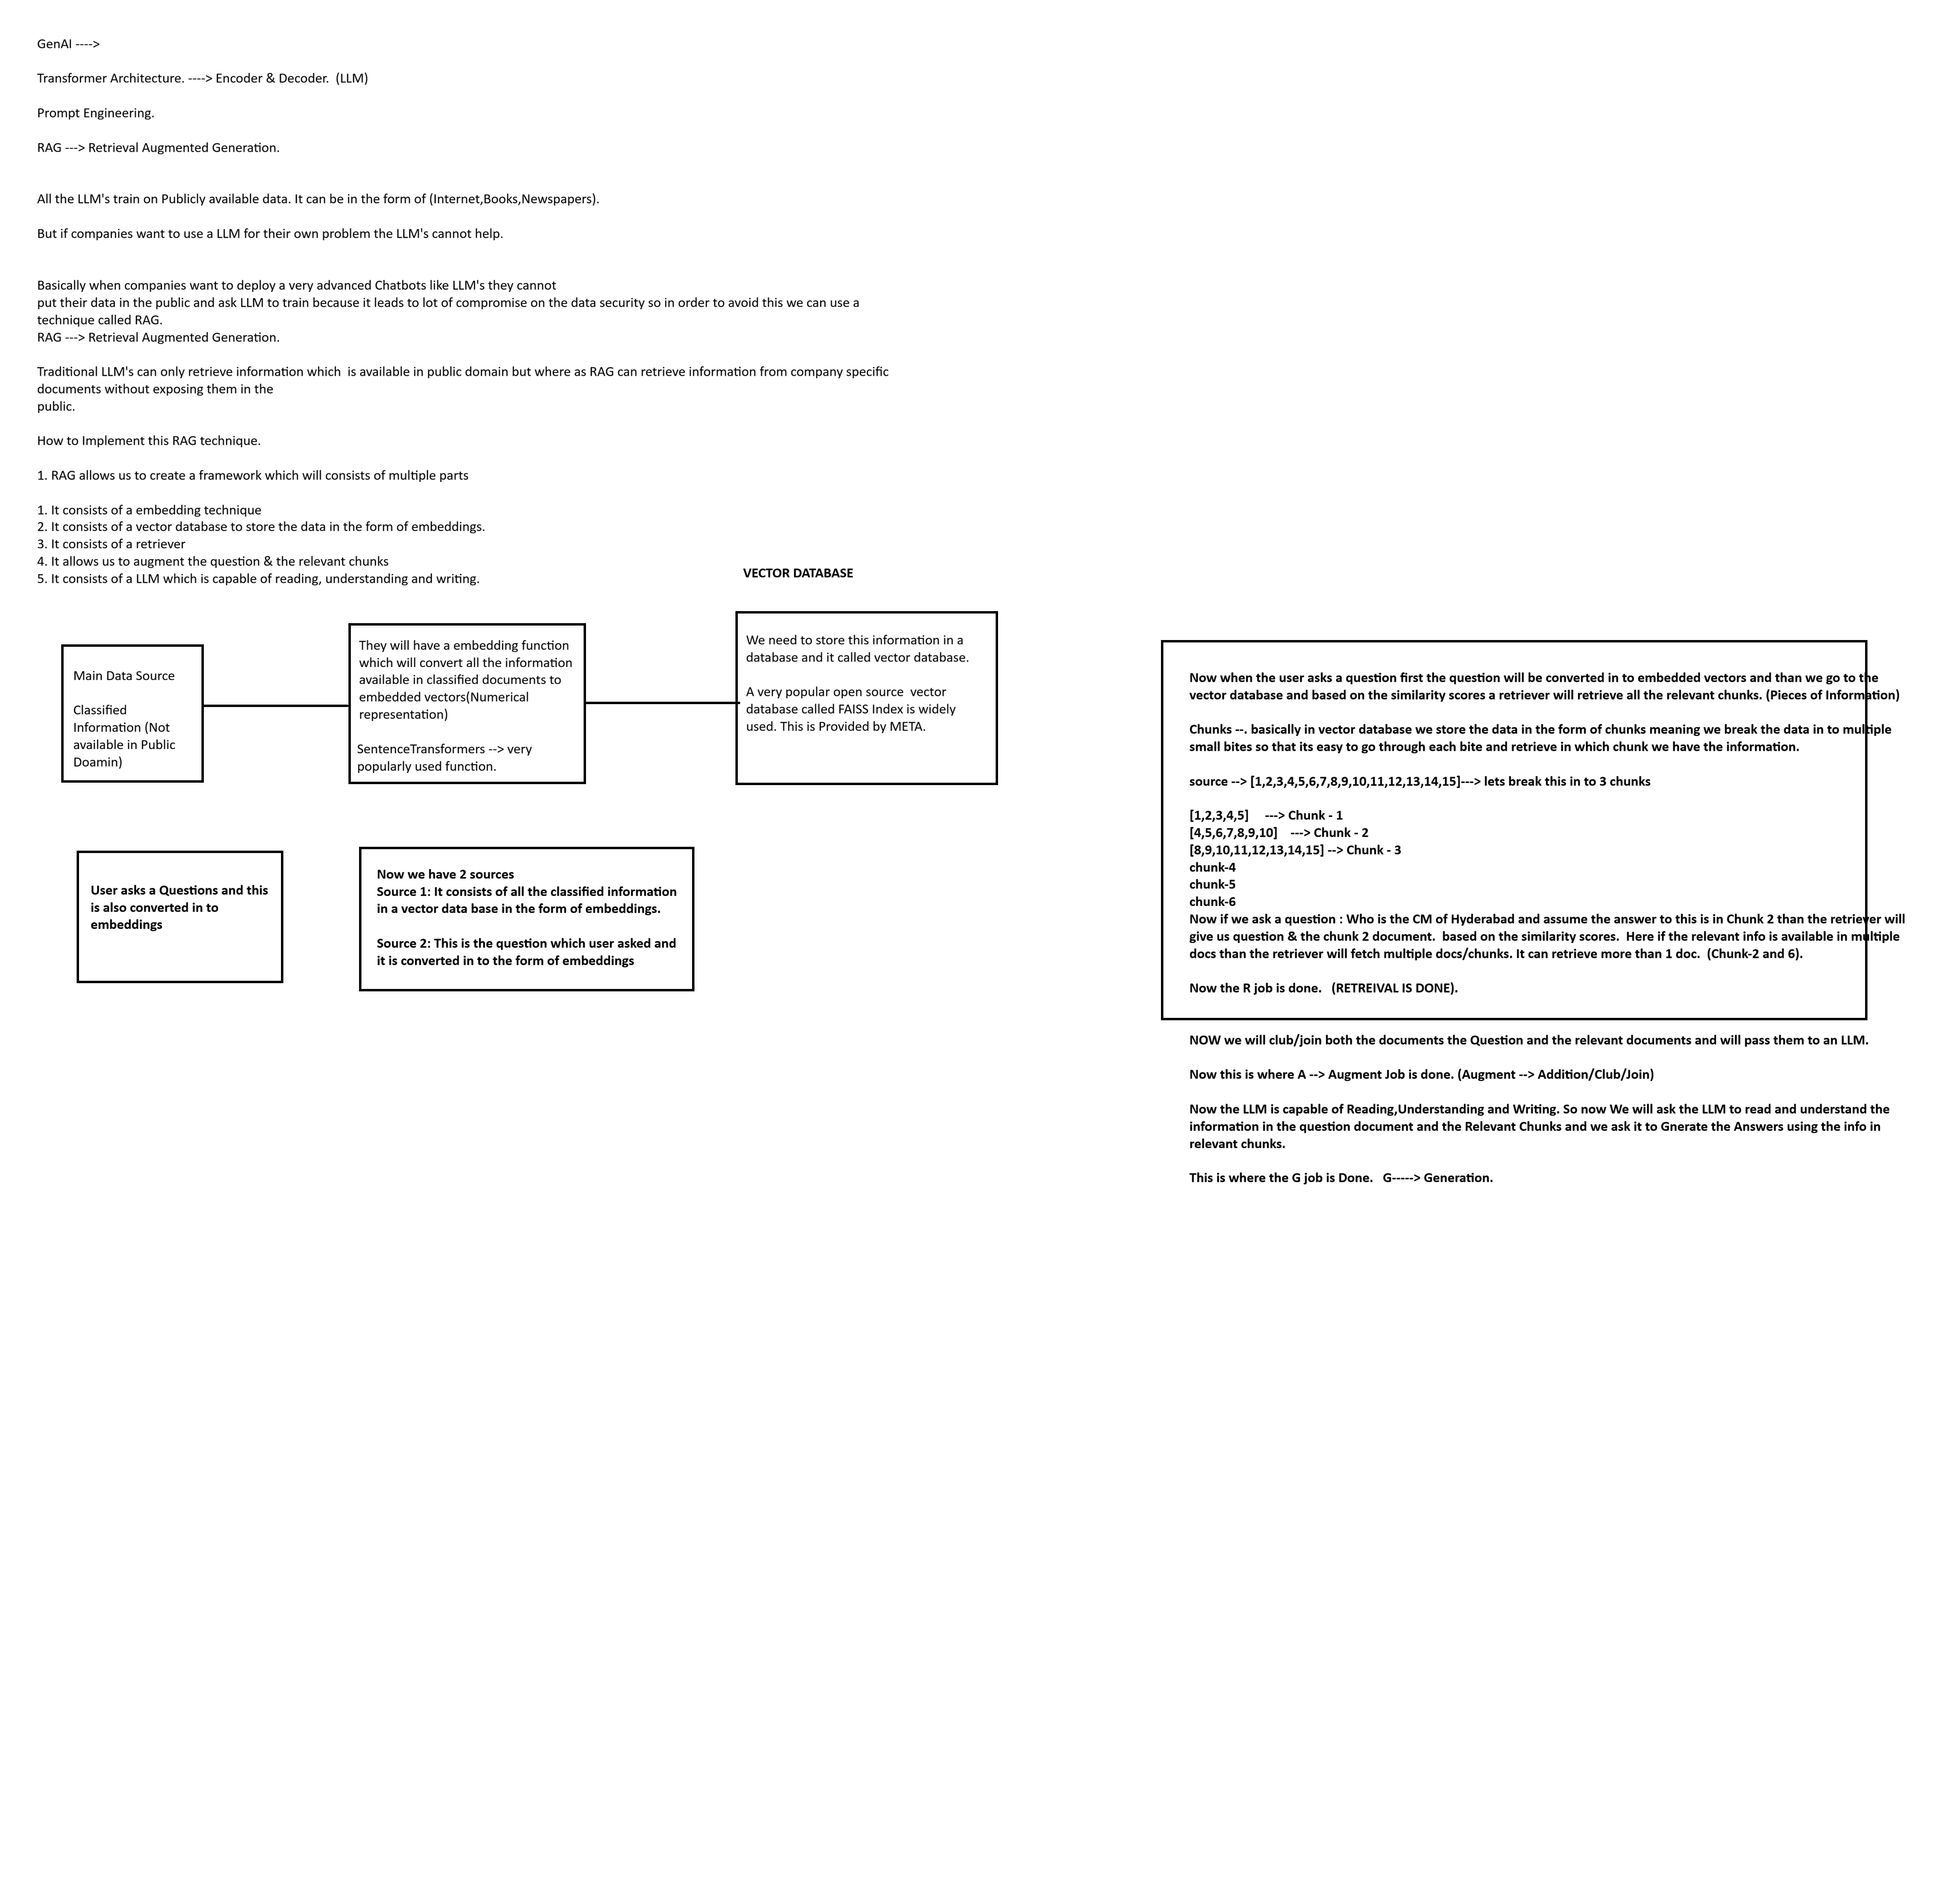 GenAI ---->
Transformer Architecture. ----> Encoder & Decoder.  (LLM)
Prompt Engineering.
RAG ---> Retrieval Augmented Generation.
All the LLM's train on Publicly available data. It can be in the form of (Internet,Books,Newspapers).
But if companies want to use a LLM for their own problem the LLM's cannot help.
Basically when companies want to deploy a very advanced Chatbots like LLM's they cannot
put their data in the public and ask LLM to train because it leads to lot of compromise on the data security so in order to avoid this we can use a
technique called RAG.
RAG ---> Retrieval Augmented Generation.
Traditional LLM's can only retrieve information which  is available in public domain but where as RAG can retrieve information from company specific
documents without exposing them in the
public.
How to Implement this RAG technique.
1. RAG allows us to create a framework which will consists of multiple parts
1. It consists of a embedding technique
2. It consists of a vector database to store the data in the form of embeddings.
3. It consists of a retriever
4. It allows us to augment the question & the relevant chunks
5. It consists of a LLM which is capable of reading, understanding and writing.
Main Data Source
Classified
Information (Not
available in Public
Doamin)
They will have a embedding function
which will convert all the information
available in classified documents to
embedded vectors(Numerical
representation)
SentenceTransformers --> very
popularly used function.
VECTOR DATABASE
We need to store this information in a
database and it called vector database.
A very popular open source  vector
database called FAISS Index is widely
used. This is Provided by META.
User asks a Questions and this
is also converted in to
embeddings
Now we have 2 sources
Source 1: It consists of all the classified information
in a vector data base in the form of embeddings.
Source 2: This is the question which user asked and
it is converted in to the form of embeddings
Now when the user asks a question first the question will be converted in to embedded vectors and than we go to the
vector database and based on the similarity scores a retriever will retrieve all the relevant chunks. (Pieces of Information)
Chunks --. basically in vector database we store the data in the form of chunks meaning we break the data in to multiple
small bites so that its easy to go through each bite and retrieve in which chunk we have the information.
source --> [1,2,3,4,5,6,7,8,9,10,11,12,13,14,15]---> lets break this in to 3 chunks
[1,2,3,4,5]     ---> Chunk - 1
[4,5,6,7,8,9,10]    ---> Chunk - 2
[8,9,10,11,12,13,14,15] --> Chunk - 3
chunk-4
chunk-5
chunk-6
Now if we ask a question : Who is the CM of Hyderabad and assume the answer to this is in Chunk 2 than the retriever will
give us question & the chunk 2 document.  based on the similarity scores.  Here if the relevant info is available in multiple
docs than the retriever will fetch multiple docs/chunks. It can retrieve more than 1 doc.  (Chunk-2 and 6).
Now the R job is done.   (RETREIVAL IS DONE).
NOW we will club/join both the documents the Question and the relevant documents and will pass them to an LLM.
Now this is where A --> Augment Job is done. (Augment --> Addition/Club/Join)
Now the LLM is capable of Reading,Understanding and Writing. So now We will ask the LLM to read and understand the
information in the question document and the Relevant Chunks and we ask it to Gnerate the Answers using the info in
relevant chunks.
This is where the G job is Done.   G-----> Generation.